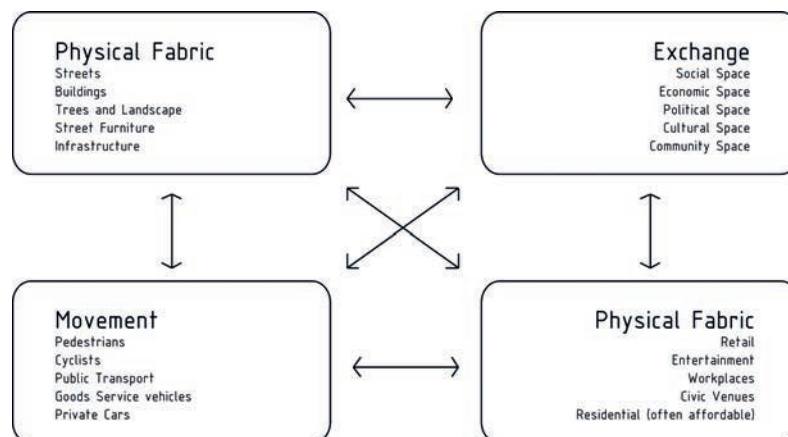 Physical Fabric
Streets
Buildings
Trees and Landscape
Street Furniture
Infrastructure
Exchange
Social Space
Economic Space
Political Space
Cultural Space
Community Space
Movement
Pedestrians
Cyclists
Public Transport
Goods Service vehicles
Private Cars
Physical Fabric
Retail
Entertainment
Workplaces
Civic Venues
Residential (often affordable)